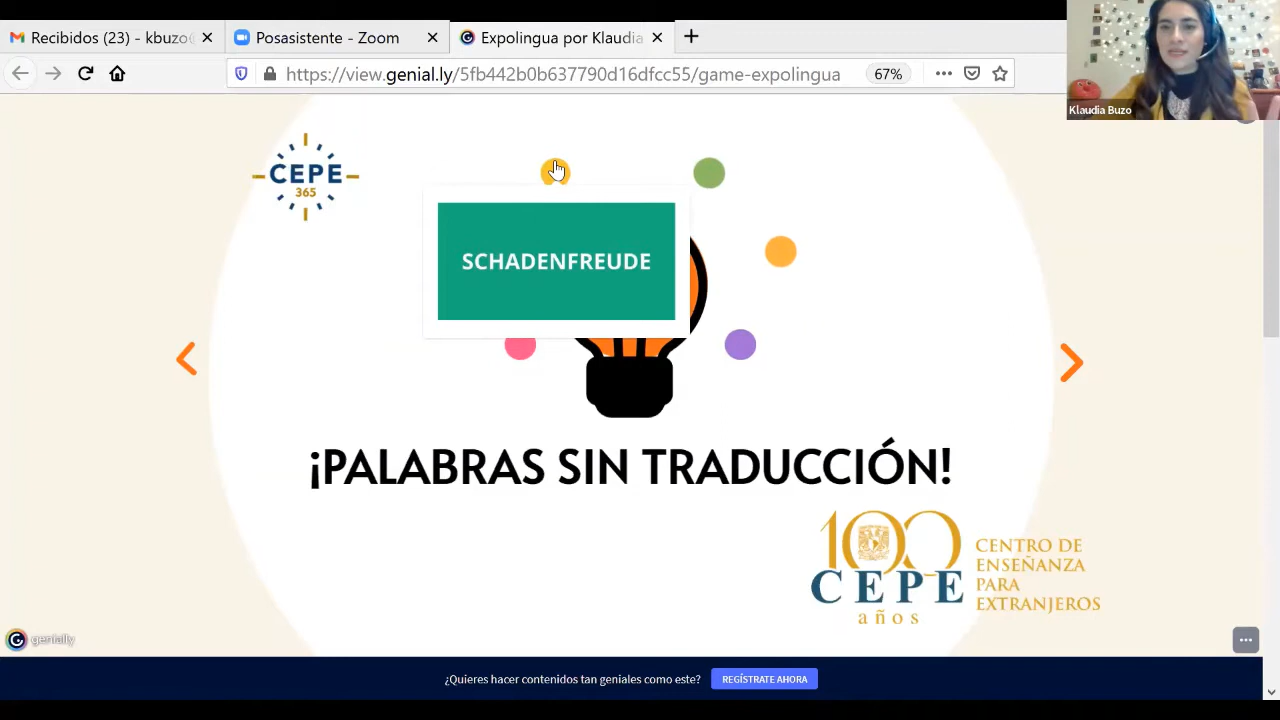 Recibidos (23) - kbuzo
Posasistente - Zoom
Expolingua por Klaudia
https://view.genial.ly/5fb442b0b637790d16dfcc55/game-expolingua
67%
Klaudia Buzo
CEPE
365
SCHADENFREUDE
¡PALABRAS SIN TRADUCCIÓN!
100
CEPE
años
CENTRO DE
ENSEÑANZA
PARA
EXTRANJEROS
genially
¿Quieres hacer contenidos tan geniales como este?
REGÍSTRATE AHORA